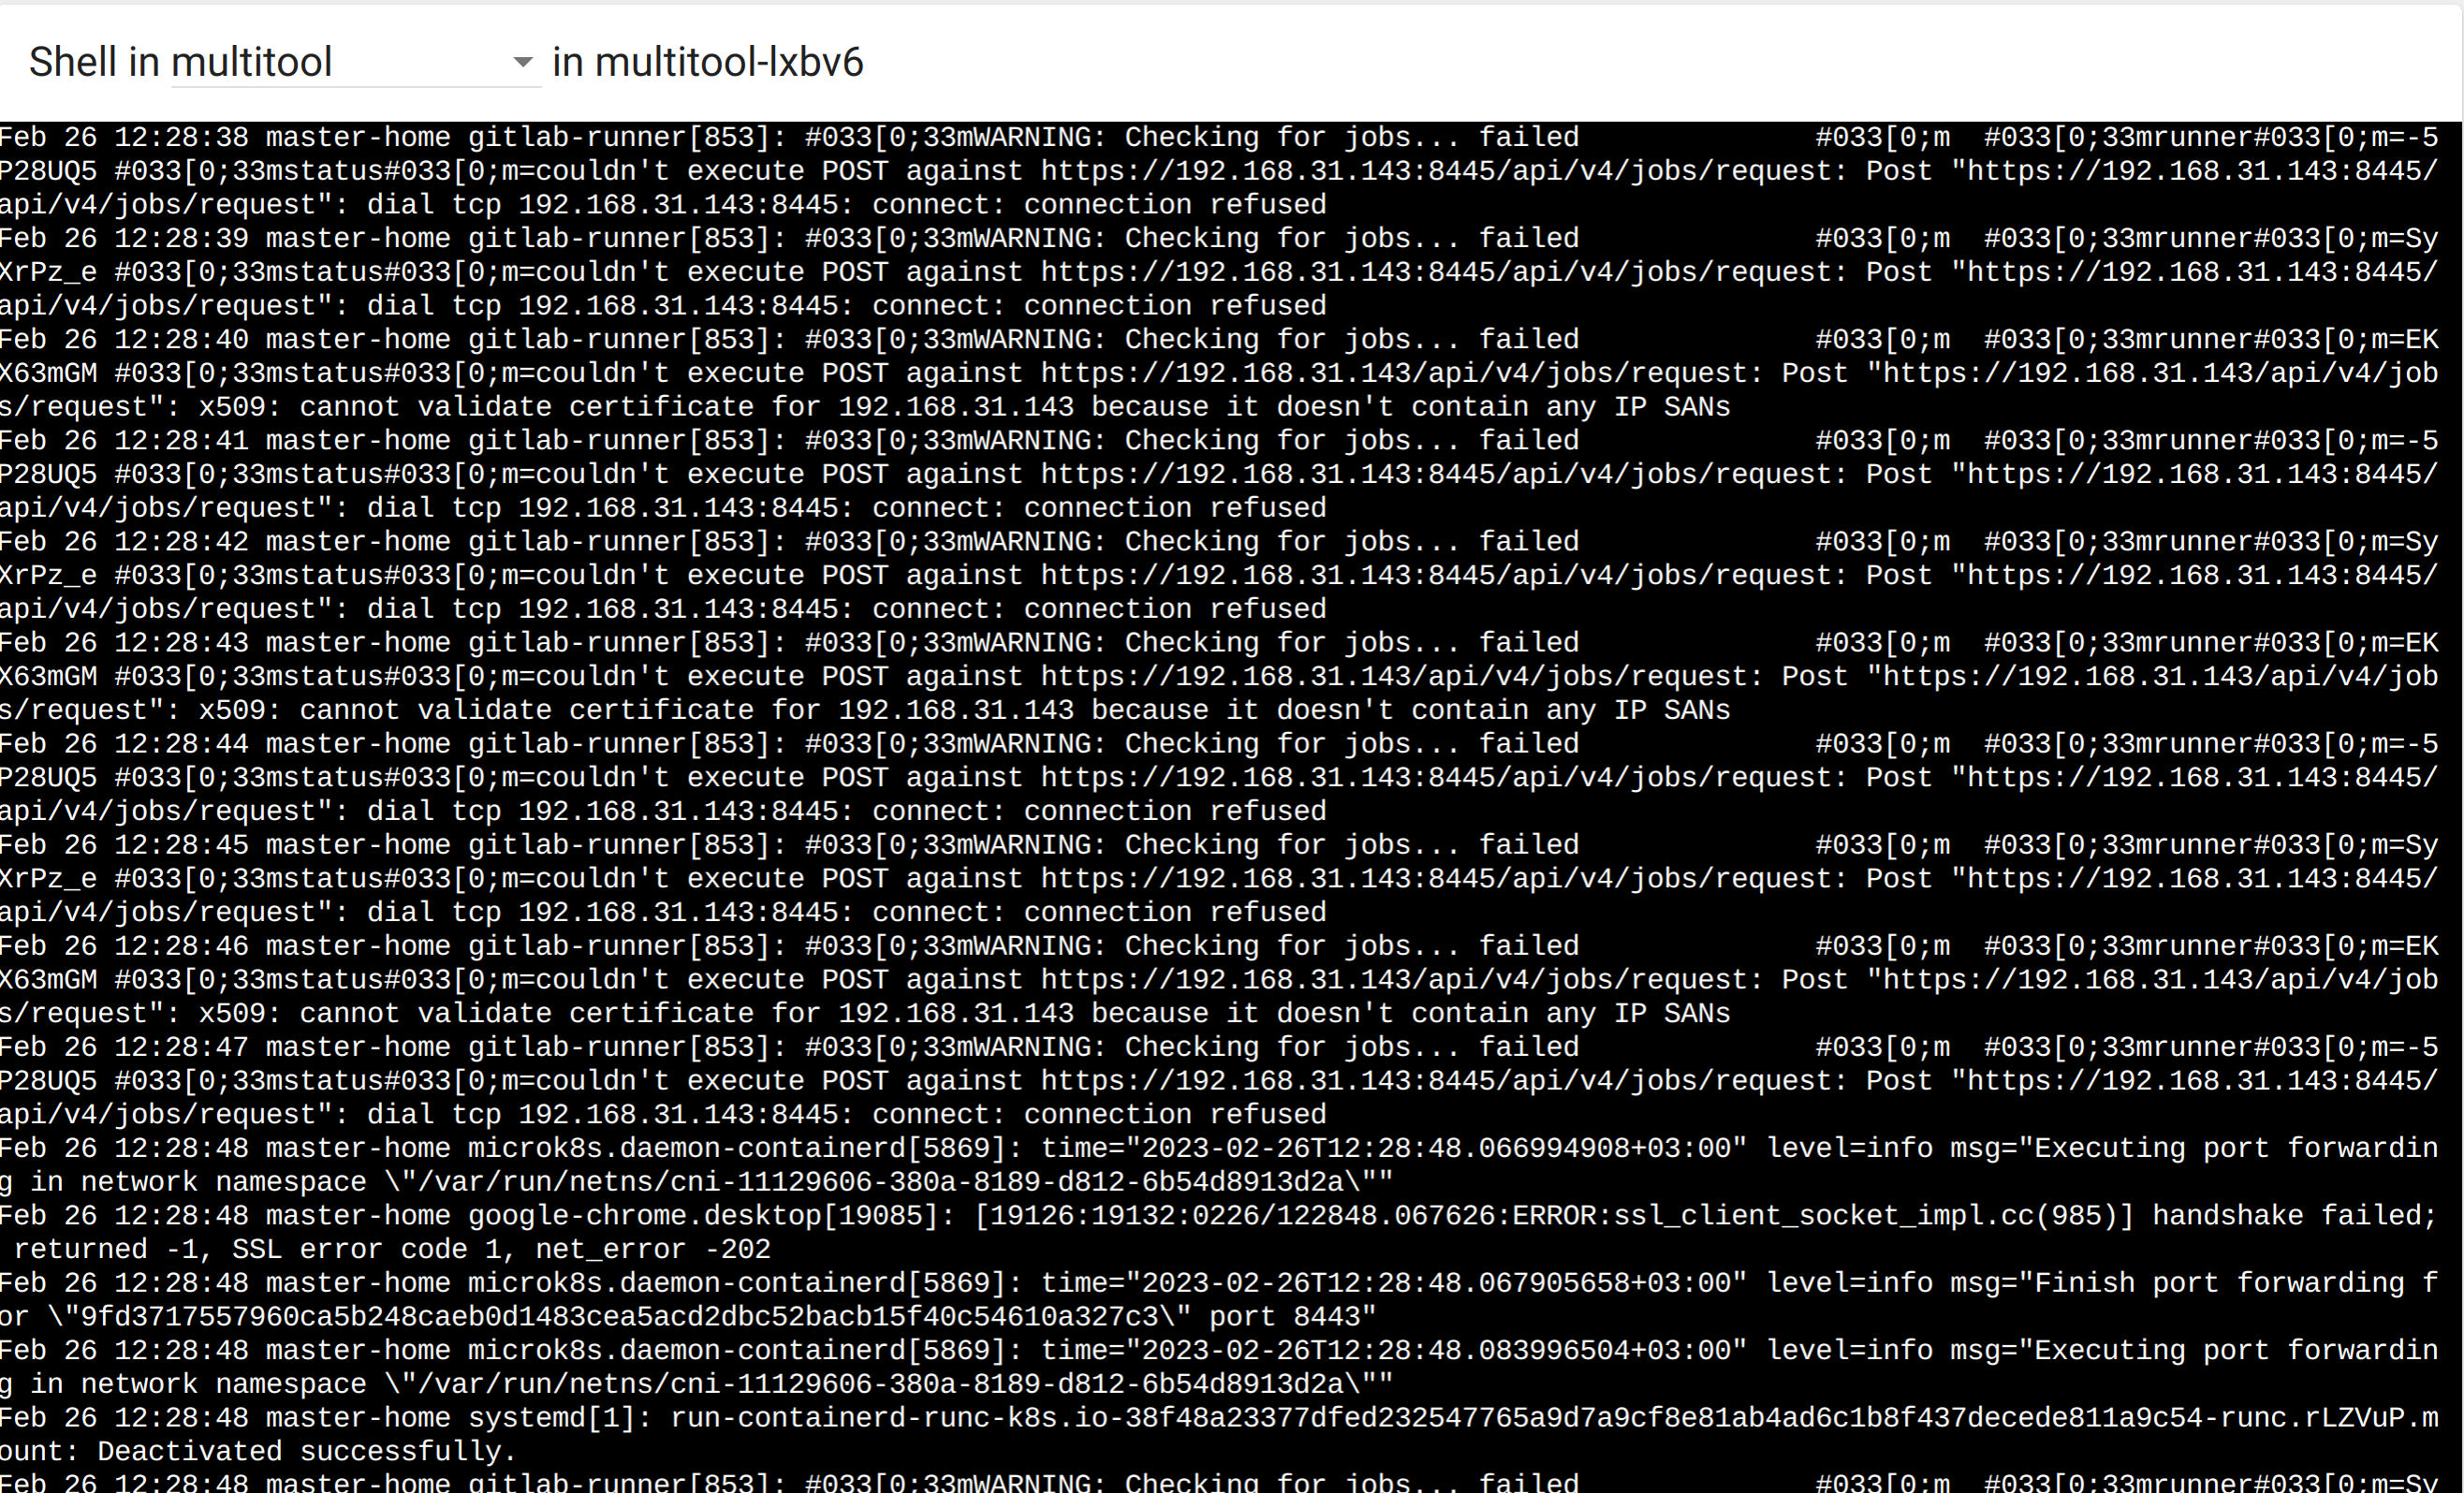 Shell in multitool in multitool-lxbv6
Feb 26 12:28:38 master-home gitlab-runner[853]: #033[0;33mWARNING: Checking for jobs... failed              #033[0;m  #033[0;33mrunner#033[0;m=-5
P28UQ5 #033[0;33mstatus#033[0;m=couldn't execute POST against https://192.168.31.143:8445/api/v4/jobs/request: Post "https://192.168.31.143:8445/
api/v4/jobs/request": dial tcp 192.168.31.143:8445: connect: connection refused
Feb 26 12:28:39 master-home gitlab-runner[853]: #033[0;33mWARNING: Checking for jobs... failed              #033[0;m  #033[0;33mrunner#033[0;m=Sy
XrPz_e #033[0;33mstatus#033[0;m=couldn't execute POST against https://192.168.31.143:8445/api/v4/jobs/request: Post "https://192.168.31.143:8445/
api/v4/jobs/request": dial tcp 192.168.31.143:8445: connect: connection refused
Feb 26 12:28:40 master-home gitlab-runner[853]: #033[0;33mWARNING: Checking for jobs... failed              #033[0;m  #033[0;33mrunner#033[0;m=EK
X63mGM #033[0;33mstatus#033[0;m=couldn't execute POST against https://192.168.31.143/api/v4/jobs/request: Post "https://192.168.31.143/api/v4/job
s/request": x509: cannot validate certificate for 192.168.31.143 because it doesn't contain any IP SANs
Feb 26 12:28:41 master-home gitlab-runner[853]: #033[0;33mWARNING: Checking for jobs... failed              #033[0;m  #033[0;33mrunner#033[0;m=-5
P28UQ5 #033[0;33mstatus#033[0;m=couldn't execute POST against https://192.168.31.143:8445/api/v4/jobs/request: Post "https://192.168.31.143:8445/
api/v4/jobs/request": dial tcp 192.168.31.143:8445: connect: connection refused
Feb 26 12:28:42 master-home gitlab-runner[853]: #033[0;33mWARNING: Checking for jobs... failed              #033[0;m  #033[0;33mrunner#033[0;m=Sy
XrPz_e #033[0;33mstatus#033[0;m=couldn't execute POST against https://192.168.31.143:8445/api/v4/jobs/request: Post "https://192.168.31.143:8445/
api/v4/jobs/request": dial tcp 192.168.31.143:8445: connect: connection refused
Feb 26 12:28:43 master-home gitlab-runner[853]: #033[0;33mWARNING: Checking for jobs... failed              #033[0;m  #033[0;33mrunner#033[0;m=EK
X63mGM #033[0;33mstatus#033[0;m=couldn't execute POST against https://192.168.31.143/api/v4/jobs/request: Post "https://192.168.31.143/api/v4/job
s/request": x509: cannot validate certificate for 192.168.31.143 because it doesn't contain any IP SANs
Feb 26 12:28:44 master-home gitlab-runner[853]: #033[0;33mWARNING: Checking for jobs... failed              #033[0;m  #033[0;33mrunner#033[0;m=-5
P28UQ5 #033[0;33mstatus#033[0;m=couldn't execute POST against https://192.168.31.143:8445/api/v4/jobs/request: Post "https://192.168.31.143:8445/
api/v4/jobs/request": dial tcp 192.168.31.143:8445: connect: connection refused
Feb 26 12:28:45 master-home gitlab-runner[853]: #033[0;33mWARNING: Checking for jobs... failed              #033[0;m  #033[0;33mrunner#033[0;m=Sy
XrPz_e #033[0;33mstatus#033[0;m=couldn't execute POST against https://192.168.31.143:8445/api/v4/jobs/request: Post "https://192.168.31.143:8445/
api/v4/jobs/request": dial tcp 192.168.31.143:8445: connect: connection refused
Feb 26 12:28:46 master-home gitlab-runner[853]: #033[0;33mWARNING: Checking for jobs... failed              #033[0;m  #033[0;33mrunner#033[0;m=EK
X63mGM #033[0;33mstatus#033[0;m=couldn't execute POST against https://192.168.31.143/api/v4/jobs/request: Post "https://192.168.31.143/api/v4/job
s/request": x509: cannot validate certificate for 192.168.31.143 because it doesn't contain any IP SANs
Feb 26 12:28:47 master-home gitlab-runner[853]: #033[0;33mWARNING: Checking for jobs... failed              #033[0;m  #033[0;33mrunner#033[0;m=-5
P28UQ5 #033[0;33mstatus#033[0;m=couldn't execute POST against https://192.168.31.143:8445/api/v4/jobs/request: Post "https://192.168.31.143:8445/
api/v4/jobs/request": dial tcp 192.168.31.143:8445: connect: connection refused
Feb 26 12:28:48 master-home microk8s.daemon-containerd[5869]: time="2023-02-26T12:28:48.066994908+03:00" level=info msg="Executing port forwardin
g in network namespace \"/var/run/netns/cni-11129606-380a-8189-d812-6b54d8913d2a\""
Feb 26 12:28:48 master-home google-chrome.desktop[19085]: [19126:19132:0226/122848.067626:ERROR:ssl_client_socket_impl.cc(985)] handshake failed;
 returned -1, SSL error code 1, net_error -202
Feb 26 12:28:48 master-home microk8s.daemon-containerd[5869]: time="2023-02-26T12:28:48.067905658+03:00" level=info msg="Finish port forwarding f
or \"9fd3717557960ca5b248caeb0d1483cea5acd2dbc52bacb15f40c54610a327c3\" port 8443"
Feb 26 12:28:48 master-home microk8s.daemon-containerd[5869]: time="2023-02-26T12:28:48.083996504+03:00" level=info msg="Executing port forwardin
g in network namespace \"/var/run/netns/cni-11129606-380a-8189-d812-6b54d8913d2a\""
Feb 26 12:28:48 master-home systemd[1]: run-containerd-runc-k8s.io-38f48a23377dfed232547765a9d7a9cf8e81ab4ad6c1b8f437decede811a9c54-runc.rLZVuP.m
ount: Deactivated successfully.
Feb 26 12:28:48 master-home gitlab-runner[853]: #033[0;33mWARNING: Checking for jobs... failed              #033[0;m  #033[0;33mrunner#033[0;m=Sy